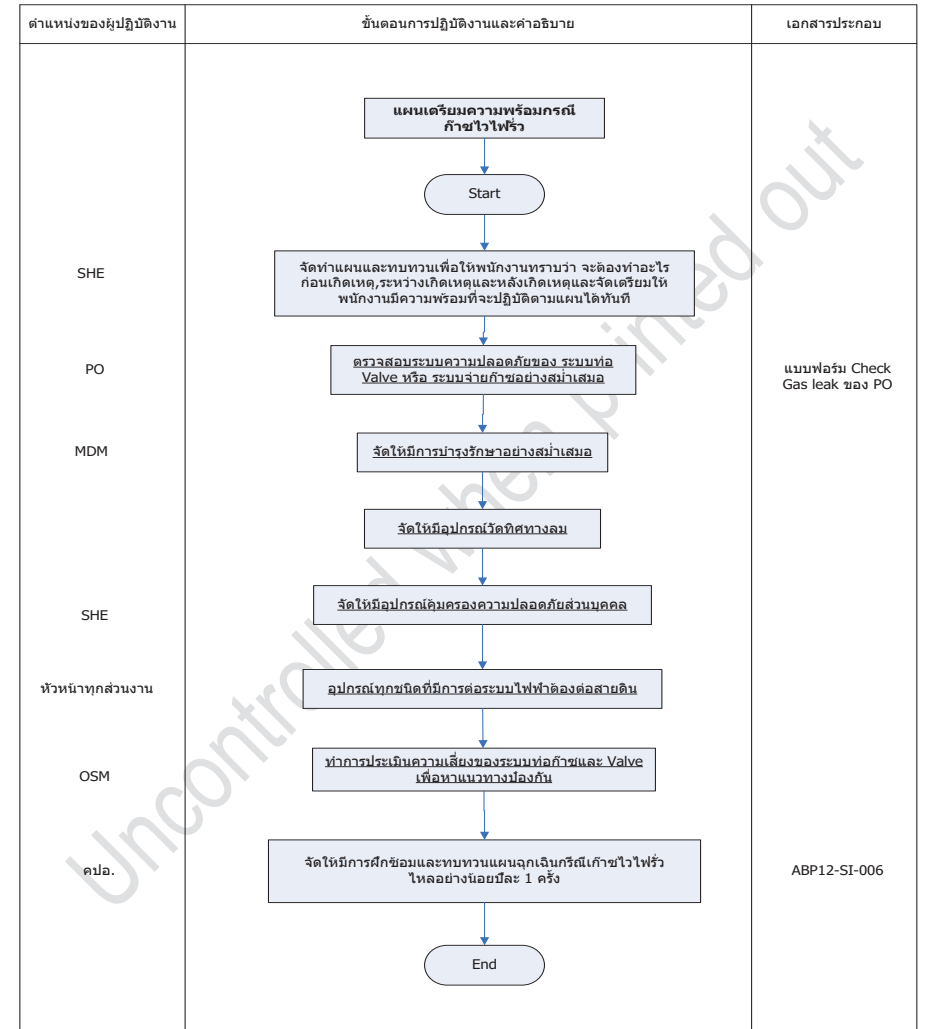 ตำแหน่งของผู้ปฏิบัติงาน
ขั้นตอนการปฏิบัติงานและคำอธิบาย
เอกสารประกอบ
แผนเตรียมความพร้อมกรณี
ก๊าซไวไฟรั่ว
Start
SHE
จัดทำแผนและทบทวนเพื่อให้พนักงานทราบว่า จะต้องทำอะไร
ก่อนเกิดเหตุ,ระหว่างเกิดเหตุและหลังเกิดเหตุและจัดเตรียมให้
พนักงานมีความพร้อมที่จะปฏิบัติตามแผนได้ทันที
PO
ตรวจสอบระบบความปลอดภัยของ ระบบท่อ
Valve หรือ ระบบจ่ายก๊าซอย่างสม่ำเสมอ
แบบฟอร์ม Check
Gas leak ของ PO
MDM
จัดให้มีการบำรุงรักษาอย่างสม่ำเสมอ
จัดให้มีอุปกรณ์วัดทิศทางลม
SHE
จัดให้มีอุปกรณ์คุ้มครองความปลอดภัยส่วนบุคคล
หัวหน้าทุกส่วนงาน
อุปกรณ์ทุกชนิดที่มีการต่อระบบไฟฟ้าต้องต่อสายดิน
OSM
ทำการประเมินความเสี่ยงของระบบท่อก๊าซและ Valve
เพื่อหาแนวทางป้องกัน
คปอ.
จัดให้มีการฝึกซ้อมและทบทวนแผนฉุกเฉินกรีณีเก๊าซไวไฟรั่ว
ไหลอย่างน้อยปีละ 1 ครั้ง
ABP12-SI-006
End
Uncontrolled when printed out